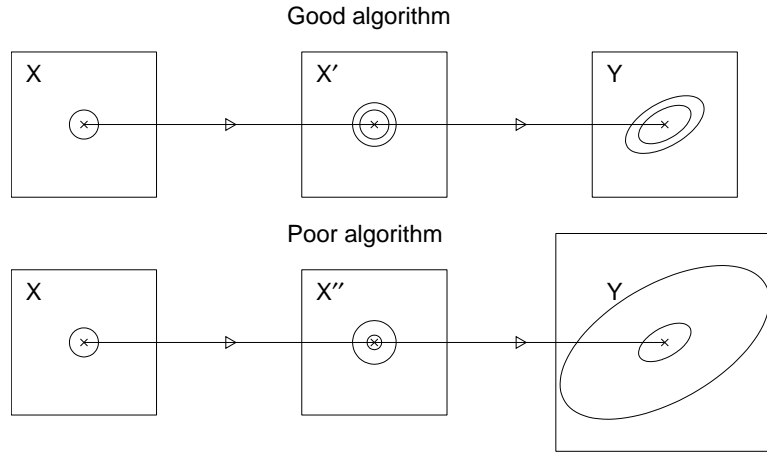 Good algorithm
X X′ Y
Poor algorithm
X X′′ Y